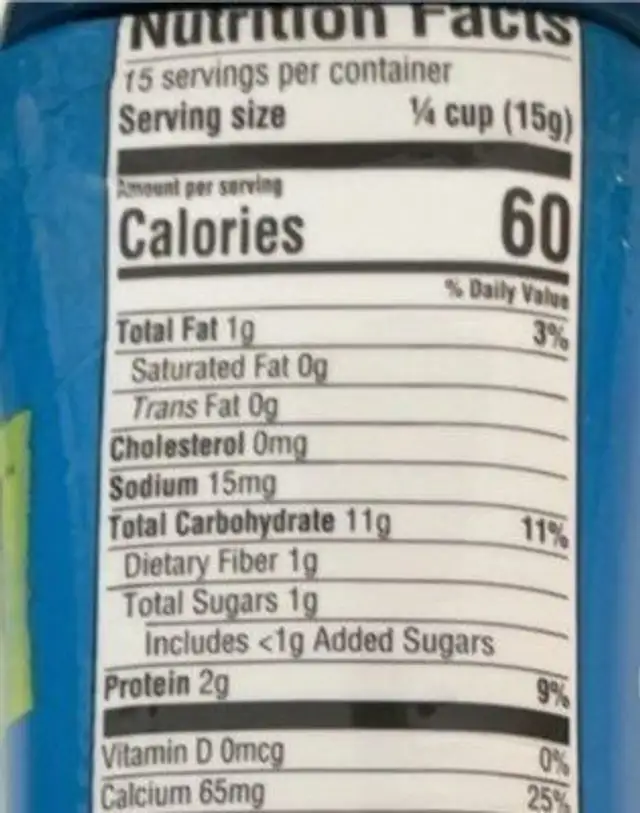 Nutrition Facts
15 servings per container
Serving size ¼ cup (15g)
Amount per serving
Calories 60
% Daily Value
Total Fat 1g 3%
Saturated Fat 0g
Trans Fat 0g
Cholesterol 0mg
Sodium 15mg
Total Carbohydrate 11g 11%
Dietary Fiber 1g
Total Sugars 1g
Includes <1g Added Sugars
Protein 2g 9%
Vitamin D 0mcg 0%
Calcium 65mg 25%